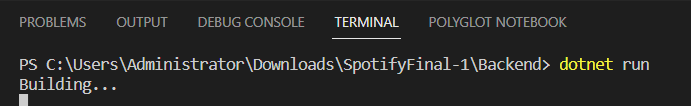 PROBLEMS OUTPUT DEBUG CONSOLE TERMINAL POLYGLOT NOTEBOOK
PS C:\Users\Administrator\Downloads\SpotifyFinal-1\Backend> dotnet run
Building...